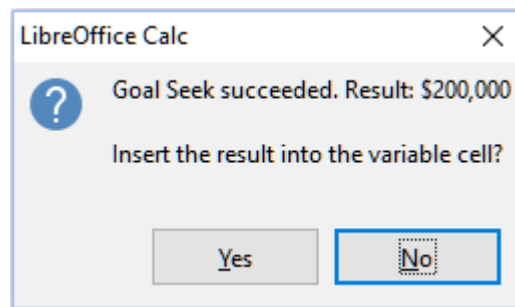 LibreOffice Calc
Goal Seek succeeded. Result: $200,000
Insert the result into the variable cell?
Yes
No